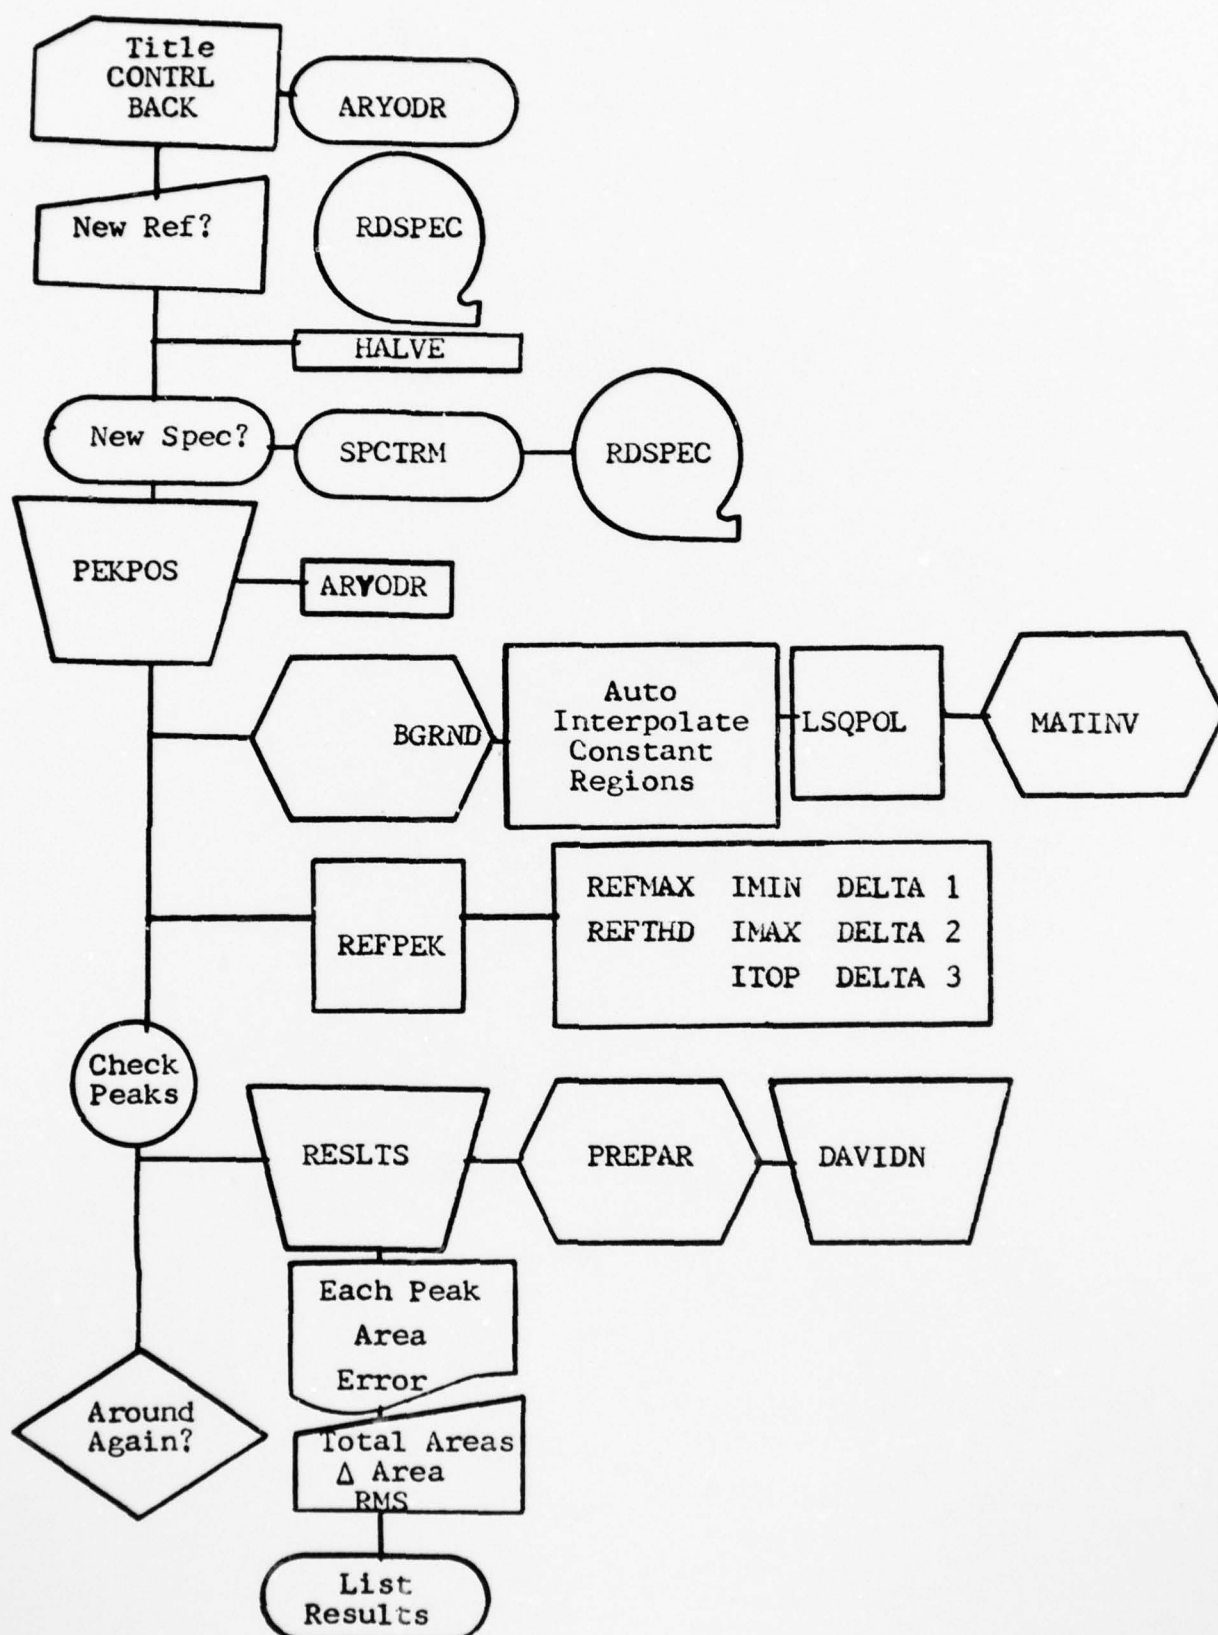 Title
CONTRL
BACK
ARYODR
New Ref?
RDSPEC
HALVE
New Spec?
SPCTRM
RDSPEC
PEKPOS
ARYODR
BGRND
Auto
Interpolate
Constant
Regions
LSQPOL
MATINV
REFPEK
REFMAX IMIN DELTA 1
REFTHD IMAX DELTA 2
ITOP DELTA 3
Check
Peaks
RESLTS
PREPAR
DAVIDN
Each Peak
Area
Error
Around
Again?
Total Areas
Δ Area
RMS
List
Results